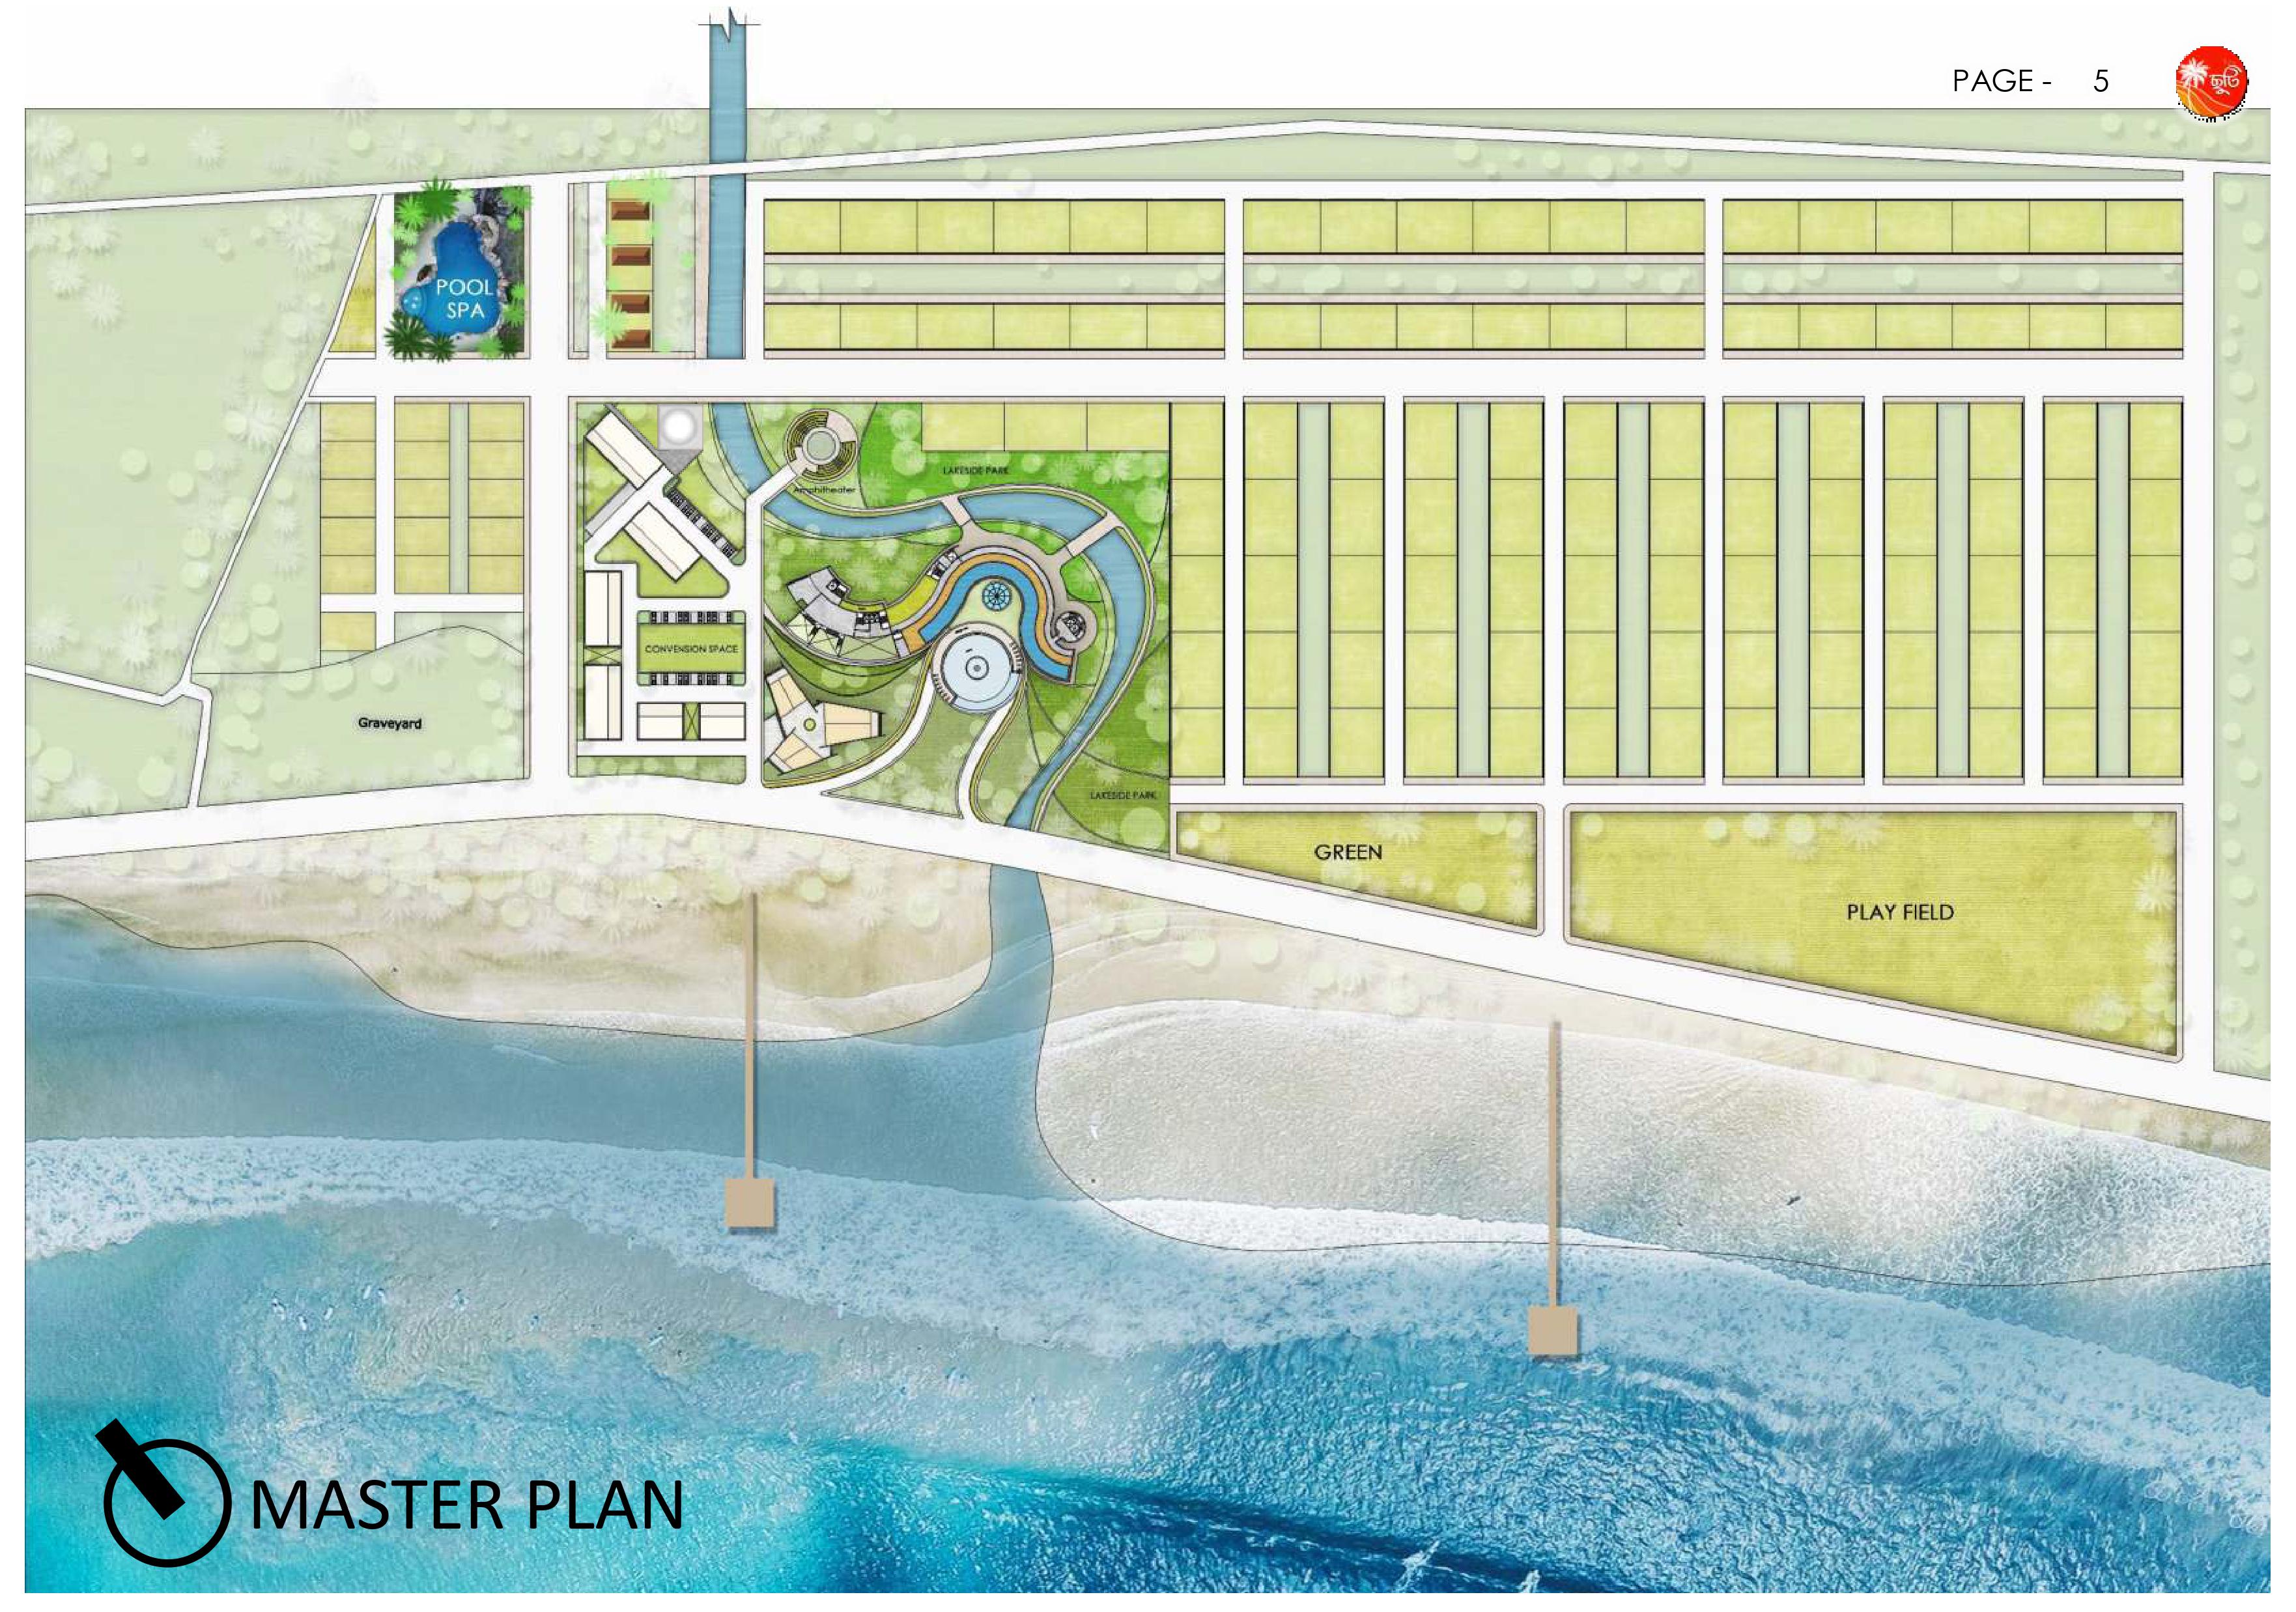 PAGE - 5
ছুটি
POOL
SPA
LAKESIDE PARK
Amphitheater
CONVENSION SPACE
Graveyard
LAKESIDE PARK
GREEN
PLAY FIELD
MASTER PLAN